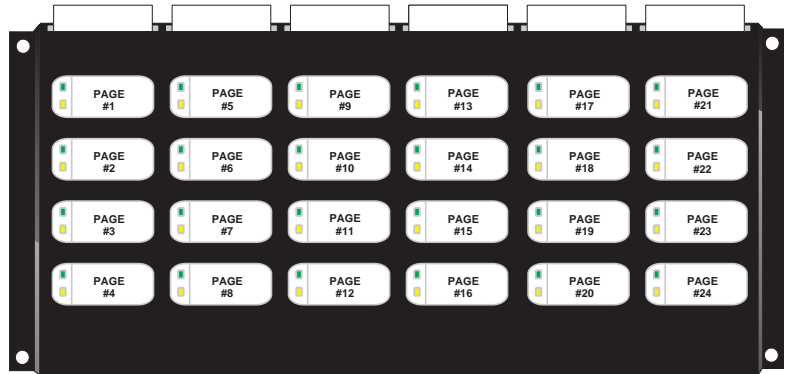 PAGE
#1
PAGE
#5
PAGE
#9
PAGE
#13
PAGE
#17
PAGE
#21
PAGE
#2
PAGE
#6
PAGE
#10
PAGE
#14
PAGE
#18
PAGE
#22
PAGE
#3
PAGE
#7
PAGE
#11
PAGE
#15
PAGE
#19
PAGE
#23
PAGE
#4
PAGE
#8
PAGE
#12
PAGE
#16
PAGE
#20
PAGE
#24